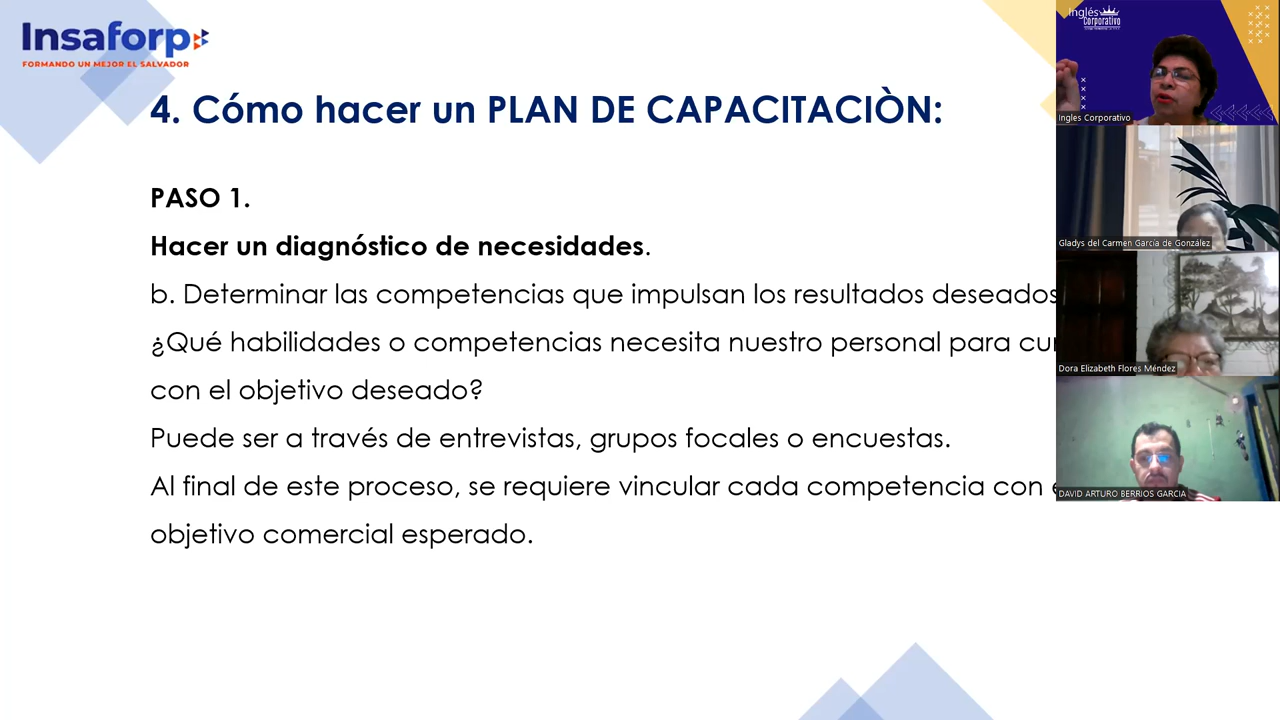 Insaforp
FORMANDO UN MEJOR EL SALVADOR
4. Cómo hacer un PLAN DE CAPACITACIÒN:
PASO 1.
Hacer un diagnóstico de necesidades.
b. Determinar las competencias que impulsan los resultados deseados
¿Qué habilidades o competencias necesita nuestro personal para
con el objetivo deseado?
Puede ser a través de entrevistas, grupos focales o encuestas.
Al final de este proceso, se requiere vincular cada competencia con
objetivo comercial esperado.
Inglés
Corporativo
Ingles Corporativo
Gladys del Carmen García de González
Dora Elizabeth Flores Méndez
DAVID ARTURO BERRIOS GARCIA